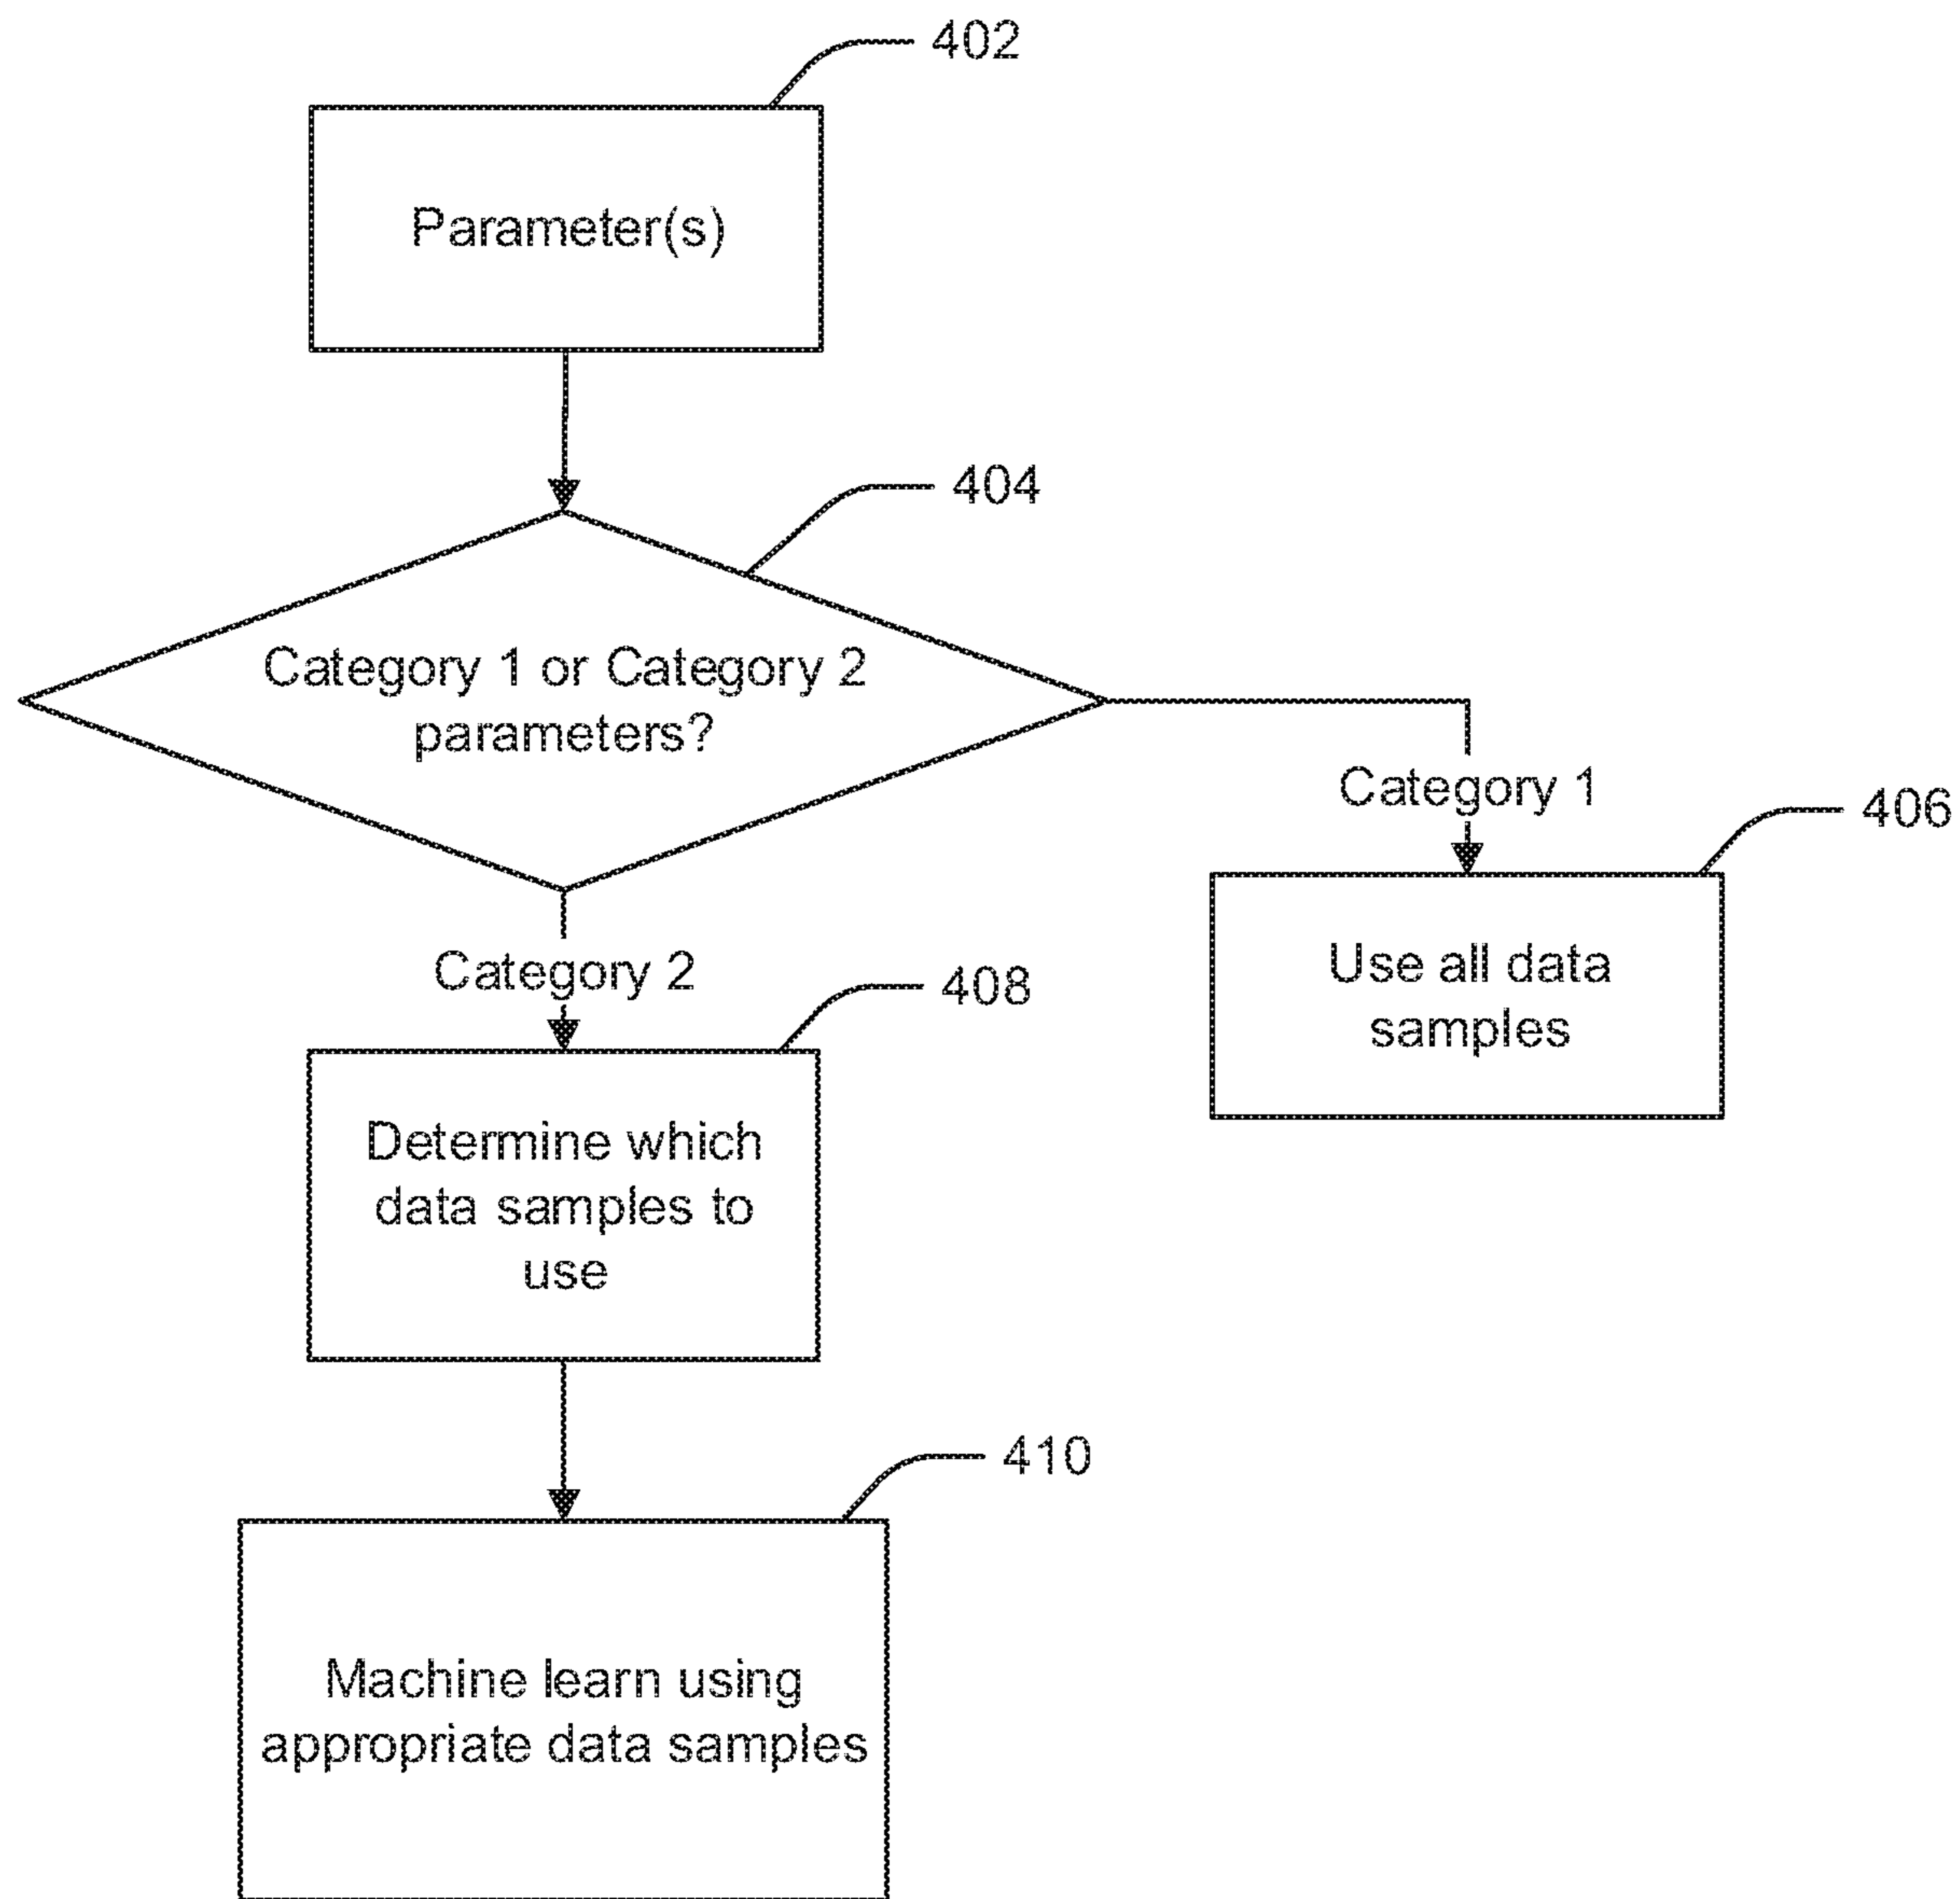 402
Parameter(s)
404
Category 1 or Category 2
parameters?
Category 1
406
Use all data
samples
Category 2
408
Determine which
data samples to
use
410
Machine learn using
appropriate data samples